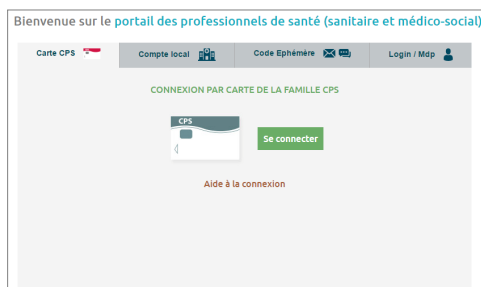 Bienvenue sur le portail des professionnels de santé (sanitaire et médico-social)
Carte CPS Compte local Code Ephémère Login / Mdp
CONNEXION PAR CARTE DE LA FAMILLE CPS
CPS
Se connecter
Aide à la connexion